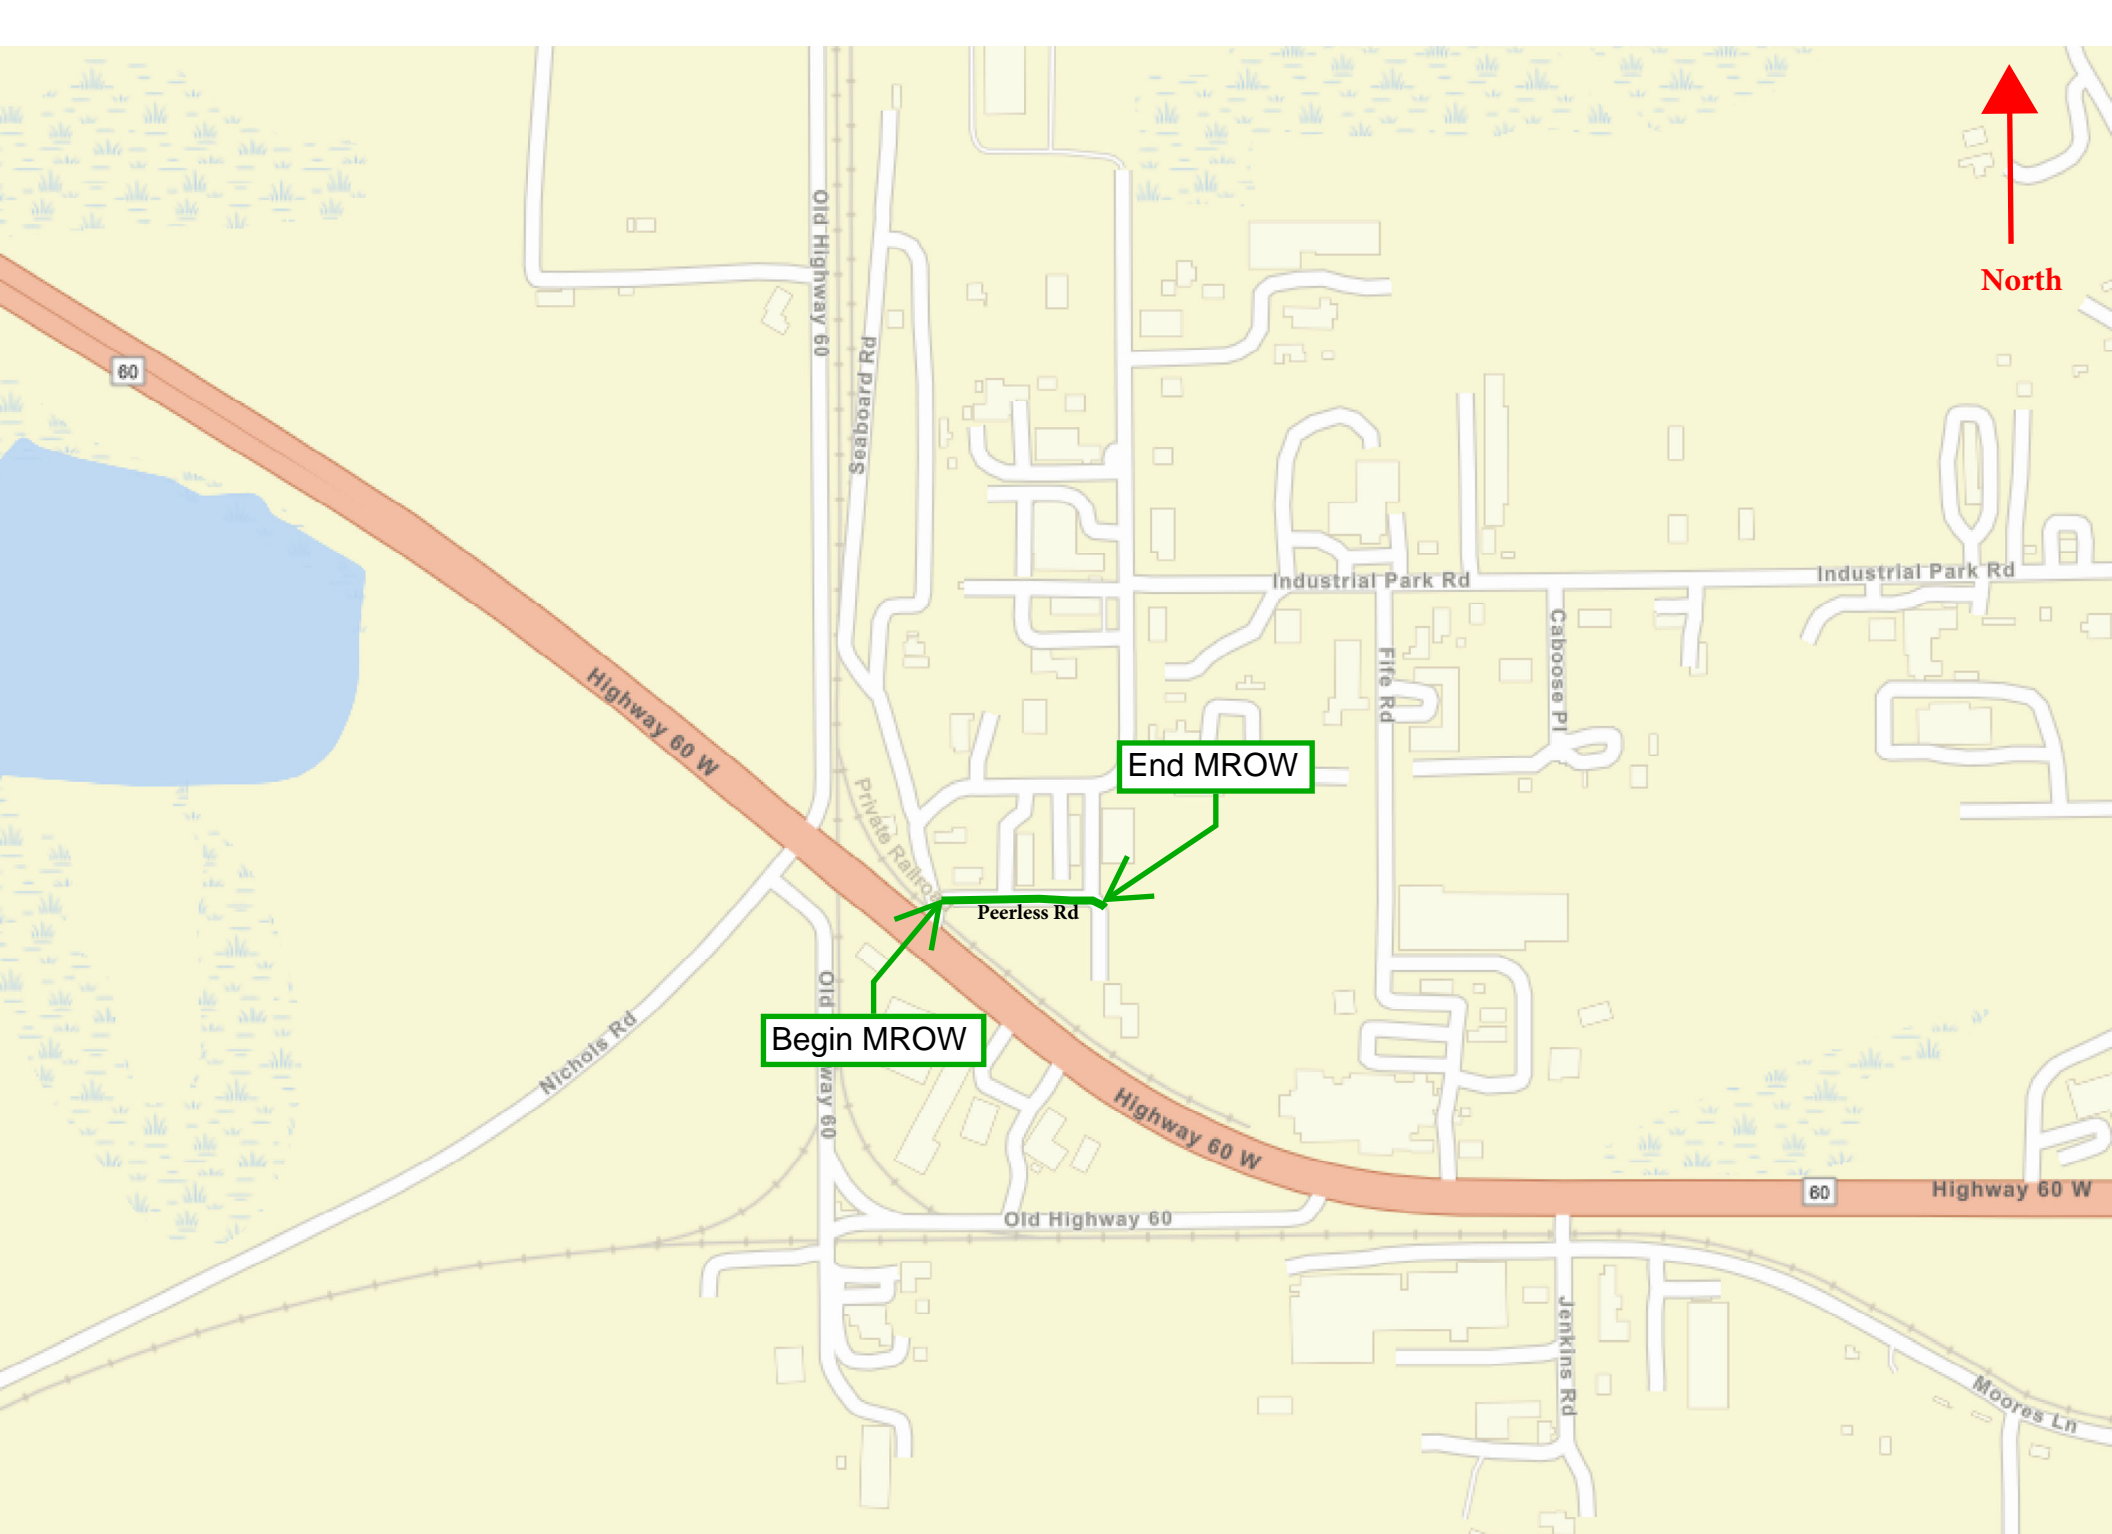 North
Old Highway 60
60
Seaboard Rd
Industrial Park Rd
Industrial Park Rd
Caboose Pl
Fife Rd
Highway 60 W
End MROW
Private Railroa
Peerless Rd
Old
way 60
Begin MROW
Nichols Rd
Highway 60 W
60
Highway 60 W
Old Highway 60
Jenkins Rd
Moores Ln